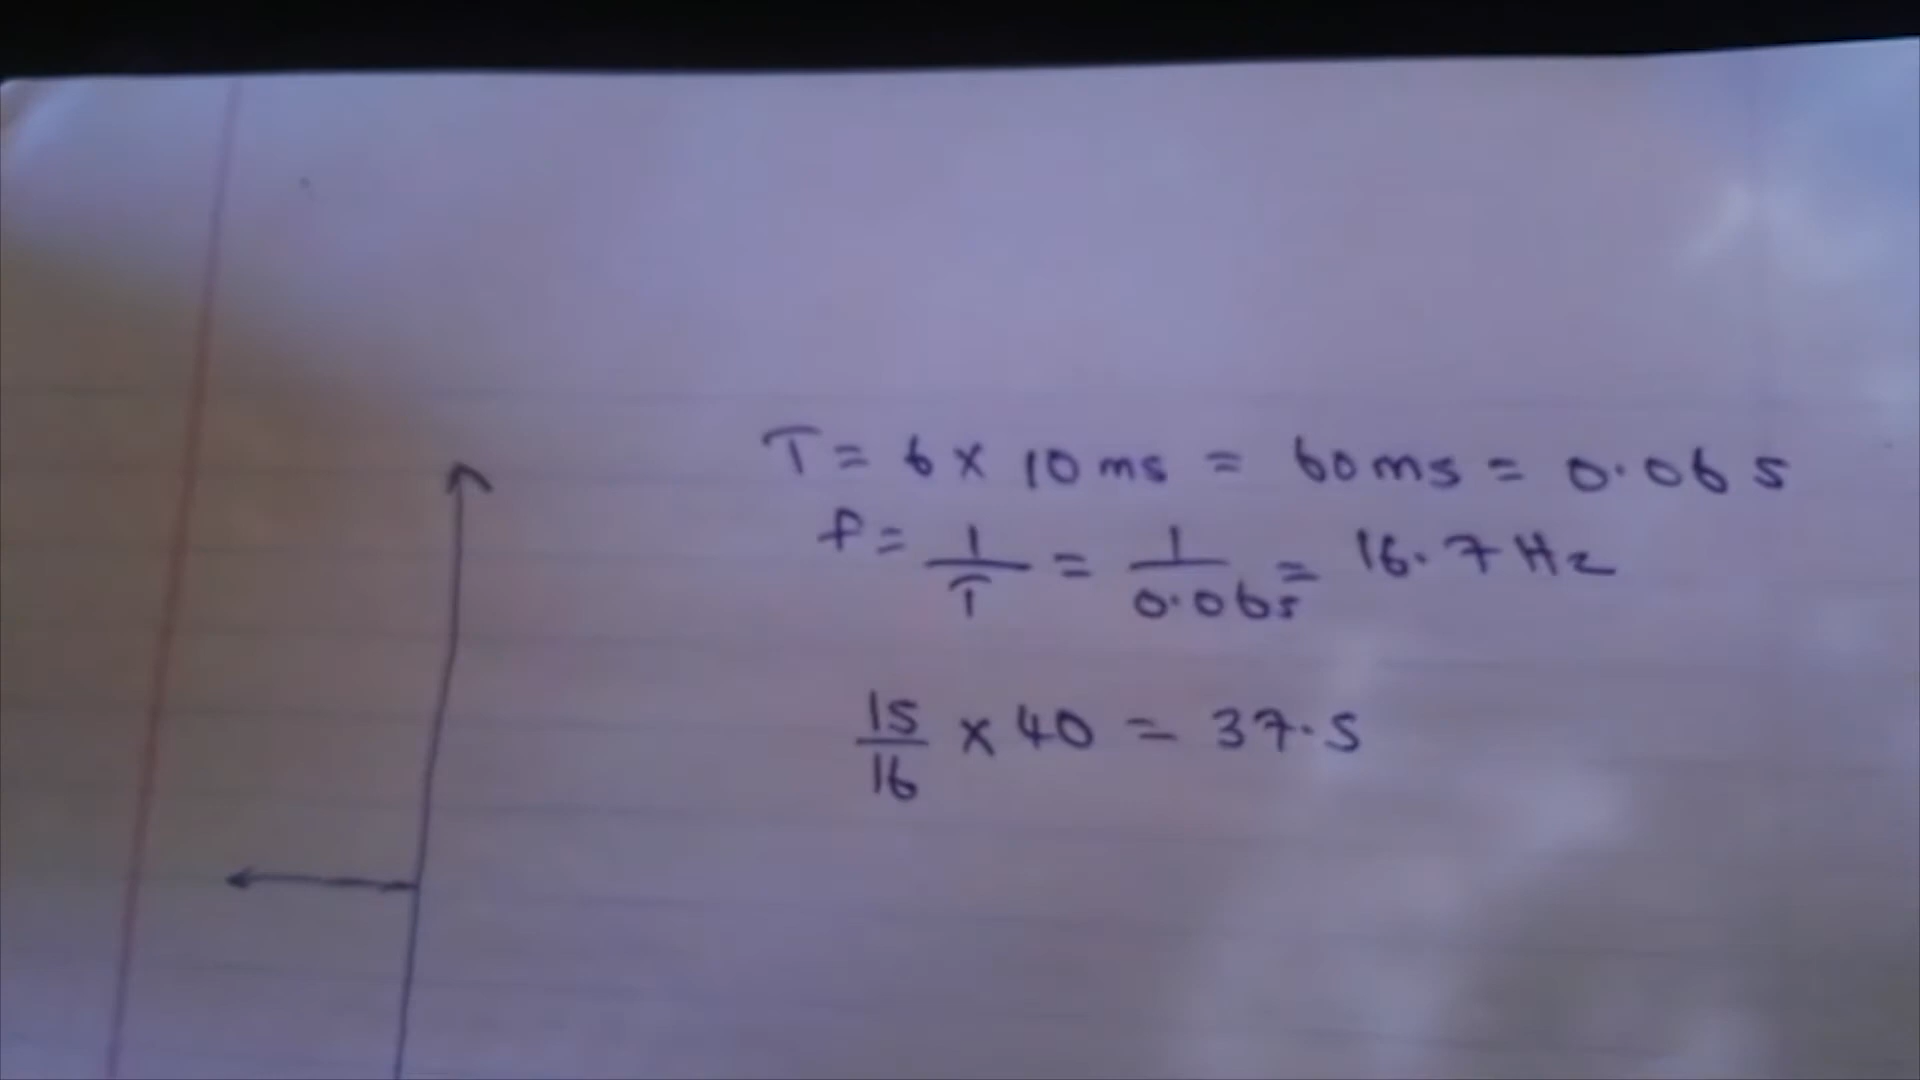 T = 6 × 10 ms = 60 ms = 0.06 s
f = 1/T = 1/0.06s = 16.7 Hz
15/16 × 40 = 37.5